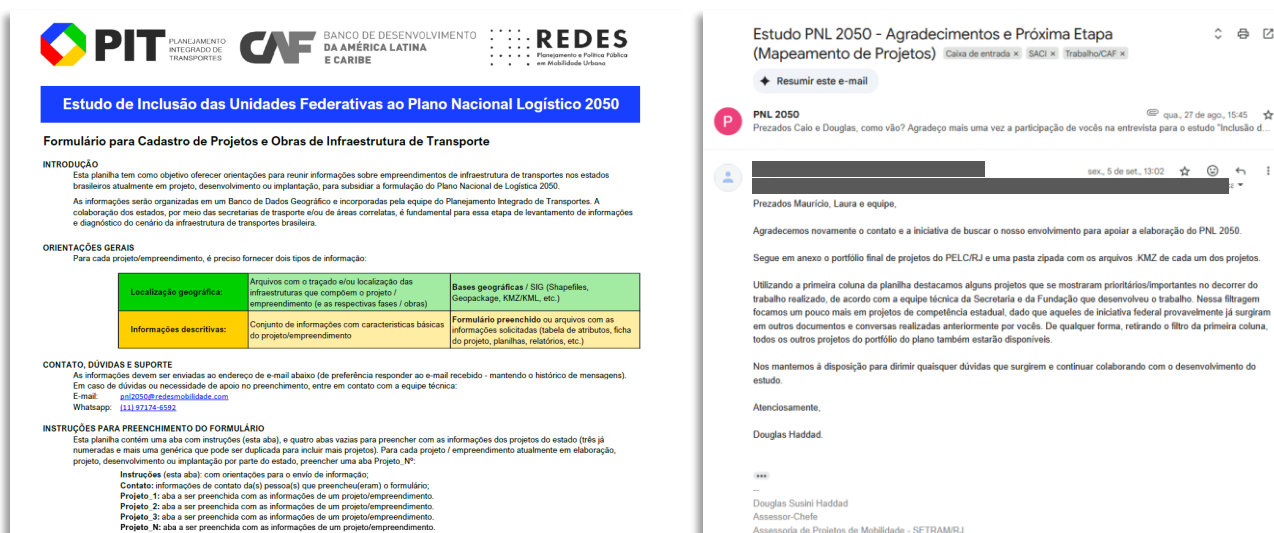 PIT PLANEJAMENTO
INTEGRADO DE
TRANSPORTES
CAF BANCO DE DESENVOLVIMENTO
DA AMÉRICA LATINA
E CARIBE
REDES
Planejamento e Política Pública
em Mobilidade Urbana
Estudo de Inclusão das Unidades Federativas ao Plano Nacional Logístico 2050
Formulário para Cadastro de Projetos e Obras de Infraestrutura de Transporte
INTRODUÇÃO
Esta planilha tem como objetivo oferecer orientações para reunir informações sobre empreendimentos de infraestrutura de transportes nos estados
brasileiros atualmente em projeto, desenvolvimento ou implantação, para subsidiar a formulação do Plano Nacional de Logística 2050.
As informações serão organizadas em um Banco de Dados Geográfico e incorporadas pela equipe do Planejamento Integrado de Transportes. A
colaboração dos estados, por meio das secretarias de trasporte e/ou de áreas correlatas, é fundamental para essa etapa de levantamento de informações
e diagnóstico do cenário da infraestrutura de transportes brasileira.
ORIENTAÇÕES GERAIS
Para cada projeto/empreendimento, é preciso fornecer dois tipos de informação:
Localização geográfica:
Arquivos com o traçado e/ou localização das
infraestruturas que compõem o projeto /
empreendimento (e as respectivas fases / obras)
Bases geográficas / SIG (Shapefiles,
Geopackage, KMZ/KML, etc.)
Informações descritivas:
Conjunto de informações com caracteristicas básicas
do projeto/empreendimento
Formulário preenchido ou arquivos com as
informações solicitadas (tabela de atributos, ficha
do projeto, planilhas, relatórios, etc.)
CONTATO, DÚVIDAS E SUPORTE
As informações devem ser enviadas ao endereço de e-mail abaixo (de preferência responder ao e-mail recebido - mantendo o histórico de mensagens).
Em caso de dúvidas ou necessidade de apoio no preenchimento, entre em contato com a equipe técnica:
E-mail: pnl2050@redesmobilidade.com
Whatsapp: (11) 97174-6592
INSTRUÇÕES PARA PREENCHIMENTO DO FORMULÁRIO
Esta planilha contém uma aba com instruções (esta aba), e quatro abas vazias para preencher com as informações dos projetos do estado (três já
numeradas e mais uma genérica que pode ser duplicada para incluir mais projetos). Para cada projeto / empreendimento atualmente em elaboração,
projeto, desenvolvimento ou implantação por parte do estado, preencher uma aba Projeto_Nº:
Instruções (esta aba): com orientações para o envío de informação;
Contato: informações de contato da(s) pessoa(s) que preencheu(eram) o formulário;
Projeto_1: aba a ser preenchida com as informações de um projeto/empreendimento.
Projeto_2: aba a ser preenchida com as informações de um projeto/empreendimento.
Projeto_3: aba a ser preenchida com as informações de um projeto/empreendimento.
Projeto_N: aba a ser preenchida com as informações de um projeto/empreendimento.
Estudo PNL 2050 - Agradecimentos e Próxima Etapa
(Mapeamento de Projetos) Caixa de entrada × SACI × Trabalho/CAF ×
Resumir este e-mail
P
PNL 2050 qua., 27 de ago., 15:45
Prezados Caio e Douglas, como vão? Agradeço mais uma vez a participação de vocês na entrevista para o estudo "Inclusão d...
sex., 5 de set., 13:02
Prezados Maurício, Laura e equipe,
Agradecemos novamente o contato e a iniciativa de buscar o nosso envolvimento para apoiar a elaboração do PNL 2050.
Segue em anexo o portfólio final de projetos do PELC/RJ e uma pasta zipada com os arquivos .KMZ de cada um dos projetos.
Utilizando a primeira coluna da planilha destacamos alguns projetos que se mostraram prioritários/importantes no decorrer do
trabalho realizado, de acordo com a equipe técnica da Secretaria e da Fundação que desenvolveu o trabalho. Nessa filtragem
focamos um pouco mais em projetos de competência estadual, dado que aqueles de iniciativa federal provavelmente já surgiram
em outros documentos e conversas realizadas anteriormente por vocês. De qualquer forma, retirando o filtro da primeira coluna,
todos os outros projetos do portfólio do plano também estarão disponíveis.
Nos mantemos à disposição para dirimir quaisquer dúvidas que surgirem e continuar colaborando com o desenvolvimento do
estudo.
Atenciosamente,
Douglas Haddad.
--
Douglas Susini Haddad
Assessor-Chefe
Assessoria de Projetos de Mobilidade - SETRAM/RJ